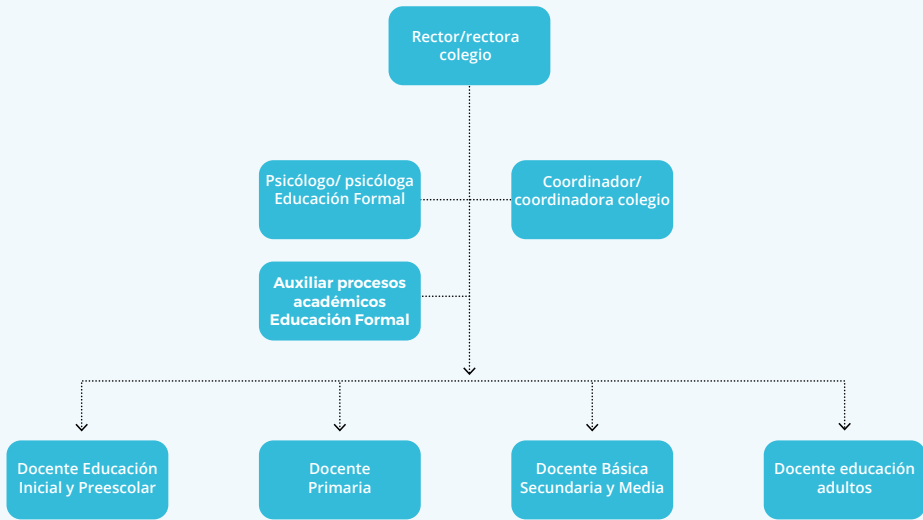 Rector/rectora
colegio
Psicólogo/ psicóloga
Educación Formal
Coordinador/
coordinadora colegio
Auxiliar procesos
académicos
Educación Formal
Docente Educación
Inicial y Preescolar
Docente
Primaria
Docente Básica
Secundaria y Media
Docente educación
adultos